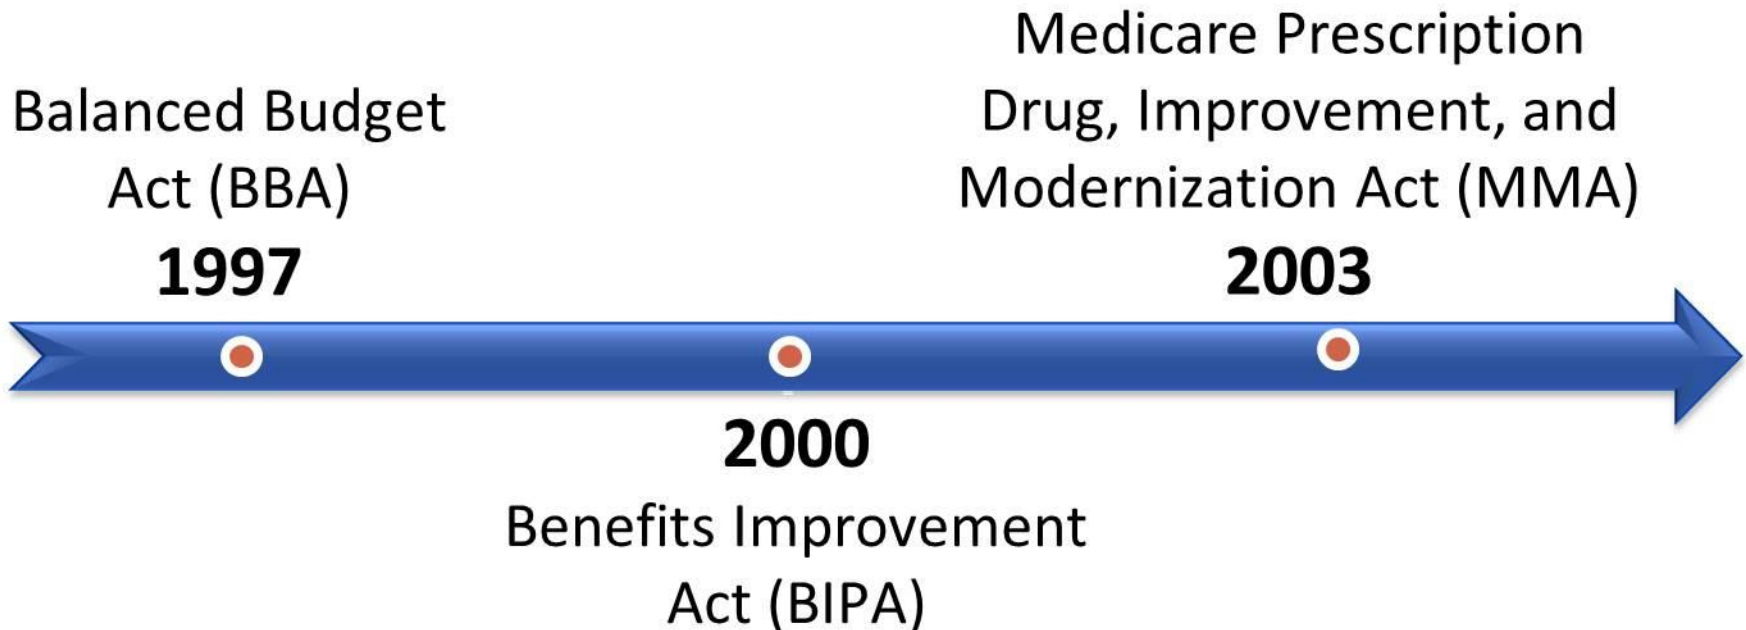 Balanced Budget
Act (BBA)
1997
2000
Benefits Improvement
Act (BIPA)
Medicare Prescription
Drug, Improvement, and
Modernization Act (MMA)
2003